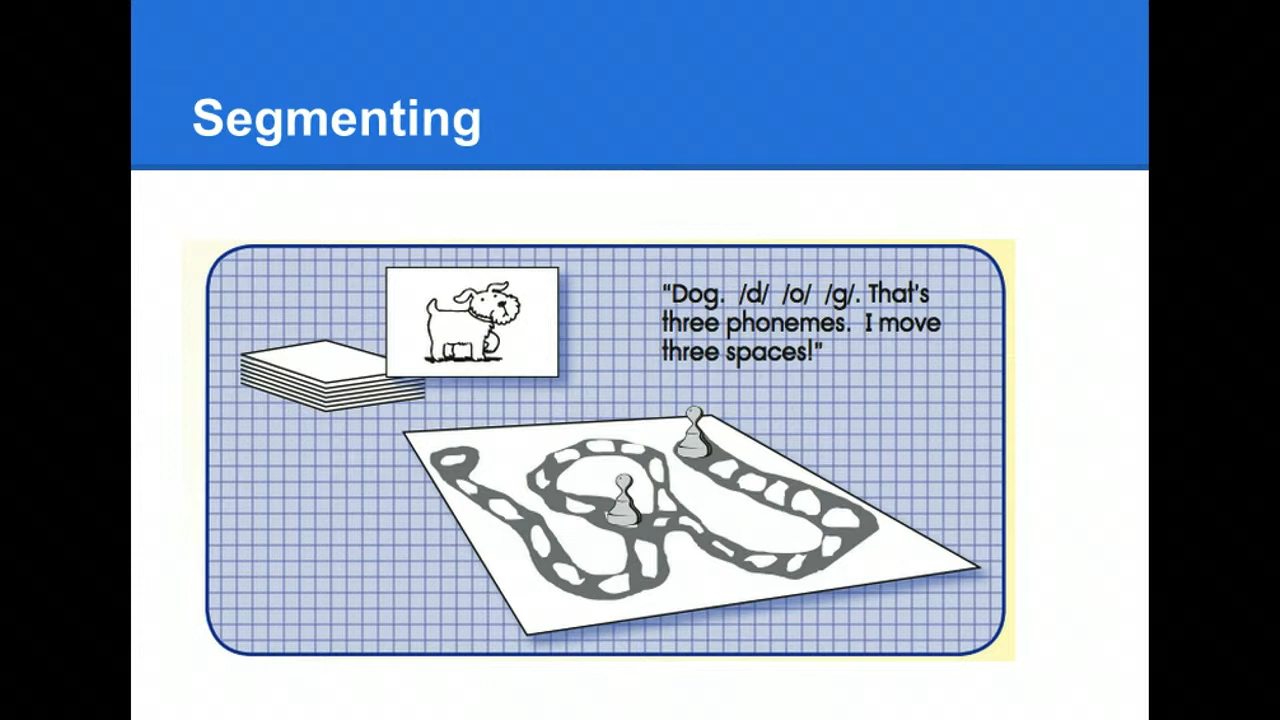 Segmenting
"Dog. /d/ /o/ /g/. That's
three phonemes. I move
three spaces!"